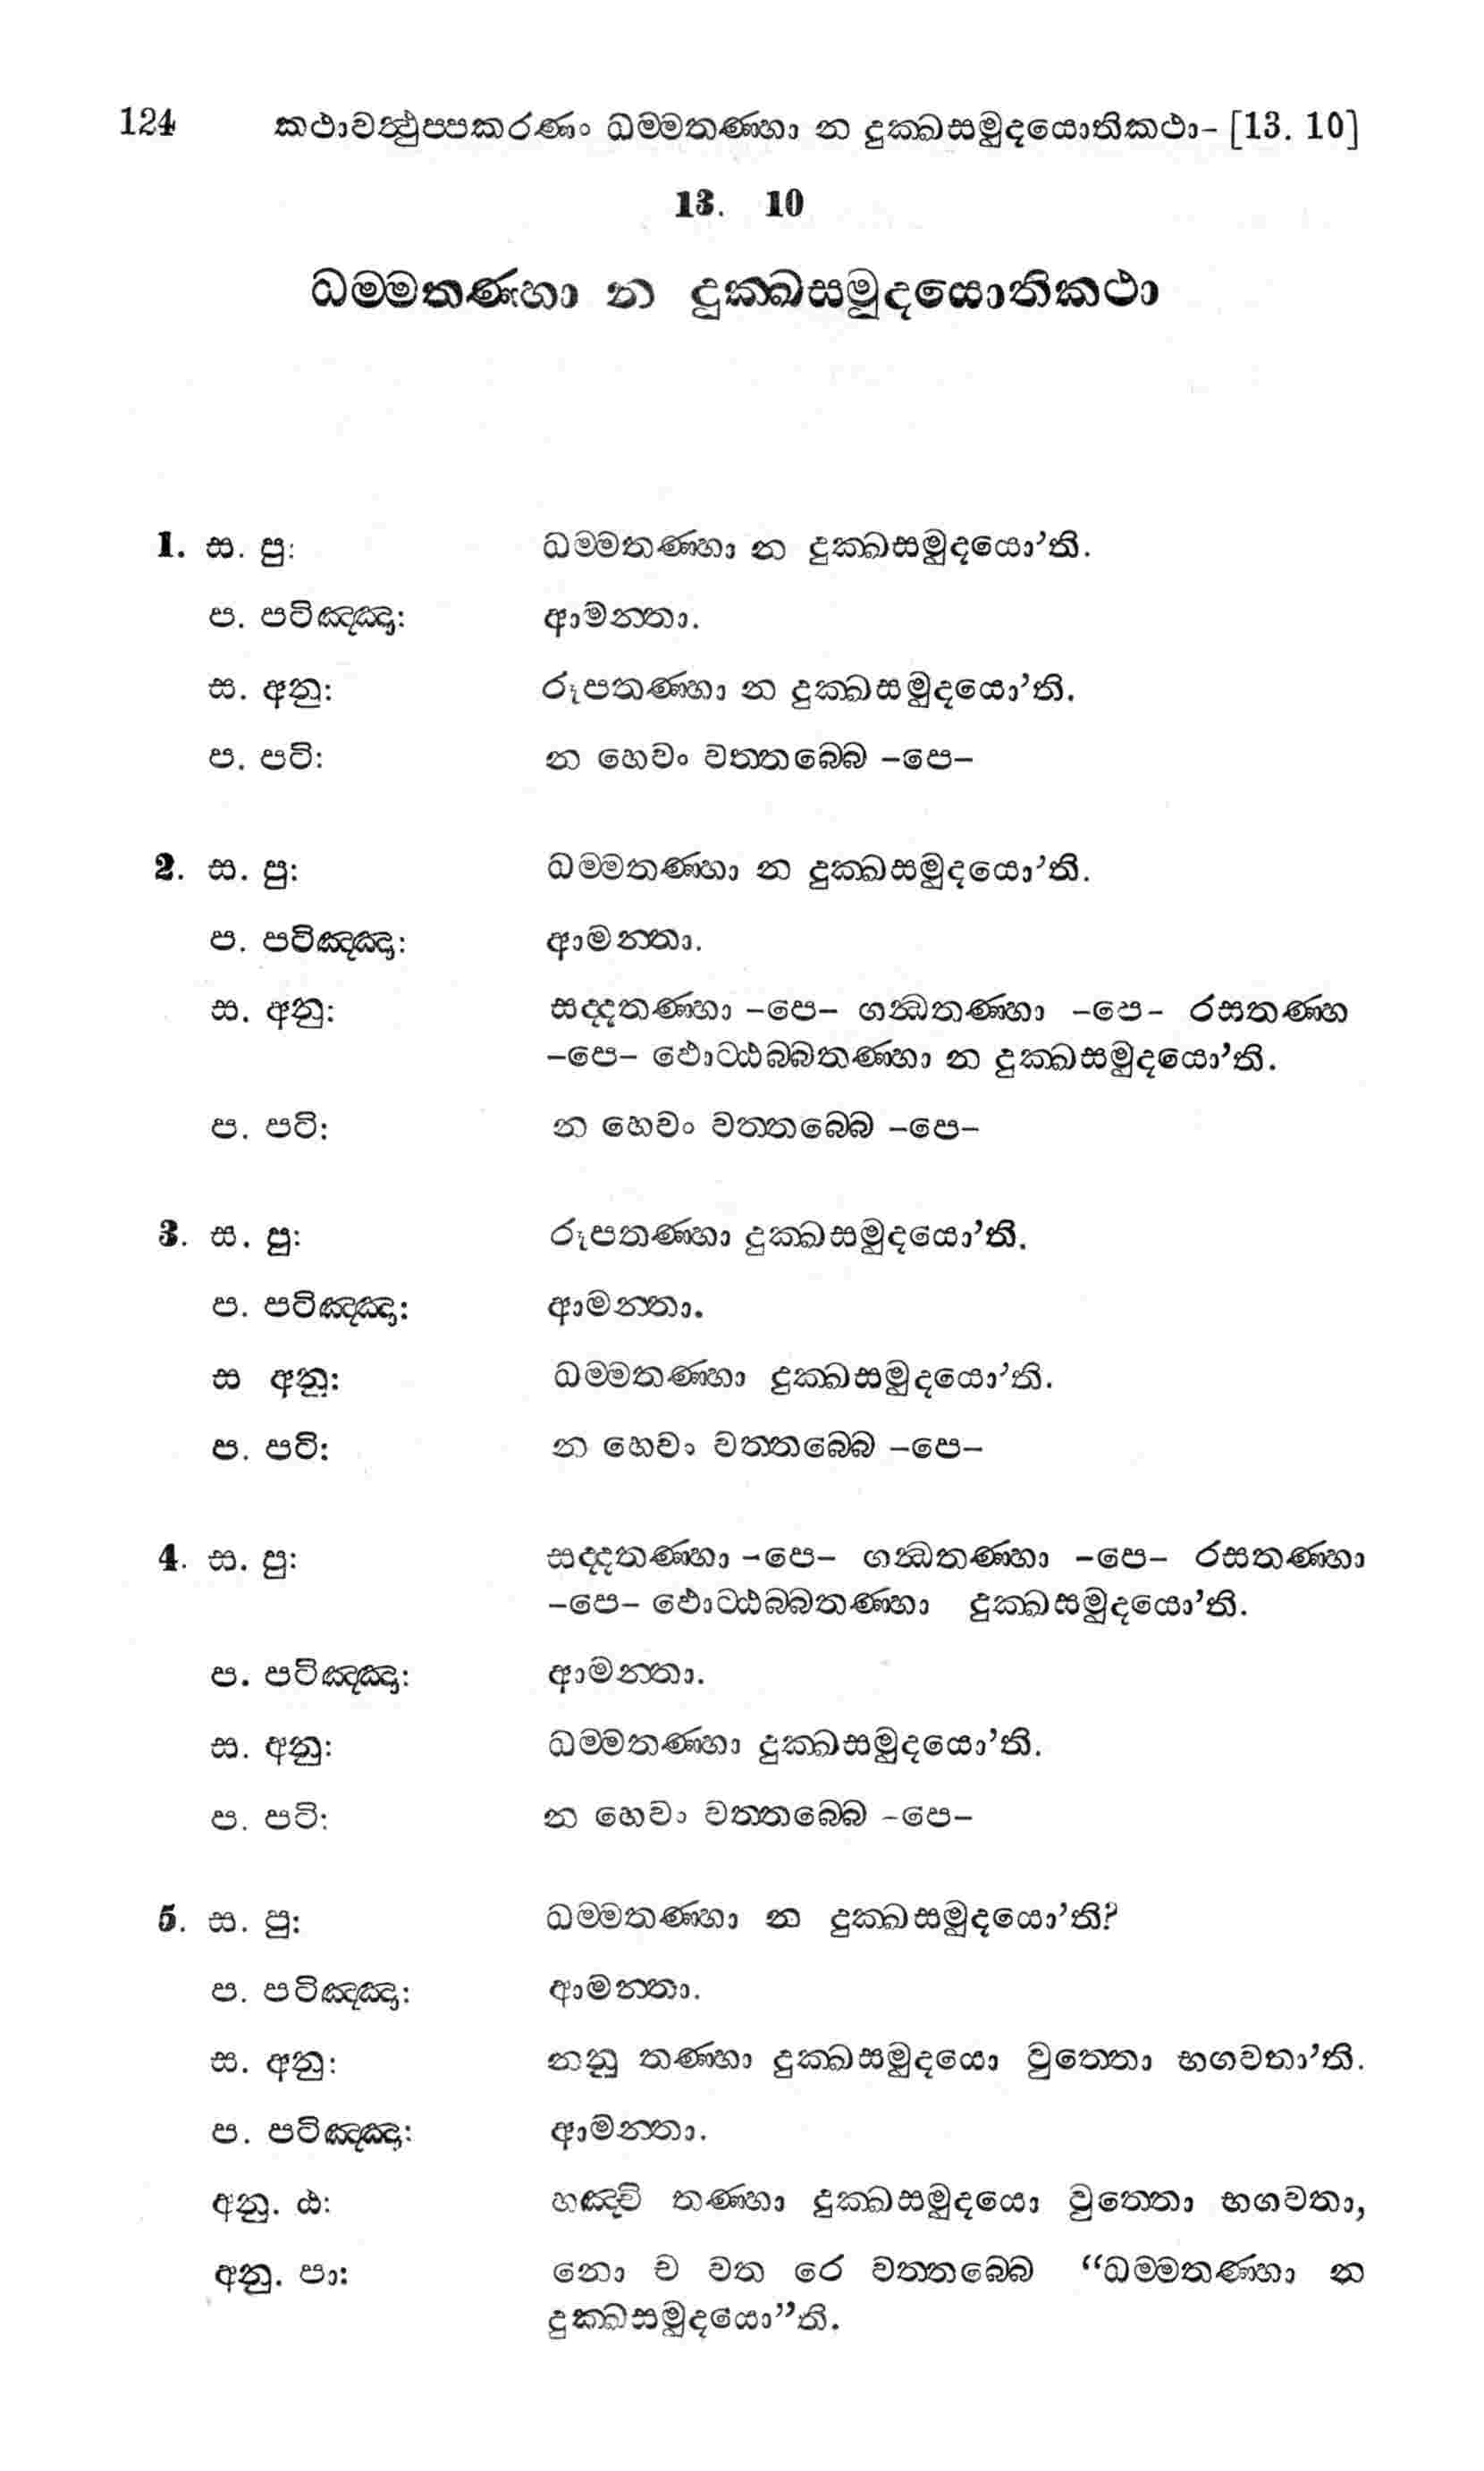 124 කථාවත්ථුප්පකරණං ධම්මතණ්හා න දුක්ඛසමුදයොතිකථා- [13. 10]
13. 10
ධම්මතණ්හා න දුක්ඛසමුදයොතිකථා
1. ස. පු: ධම්මතණ්හා න දුක්ඛසමුදයො’ති.
ප. පටිඤ්ඤා: ආමන්තා.
ස. අනු: රූපතණ්හා න දුක්ඛසමුදයො’ති.
ප. පටි: න හෙවං වත්තබ්බෙ –පෙ–
2. ස. පු: ධම්මතණ්හා න දුක්ඛසමුදයො’ති.
ප. පටිඤ්ඤා: ආමන්තා.
ස. අනු: සද්දතණ්හා –පෙ– ගන්ධතණ්හා –පෙ– රසතණ්හ
–පෙ– ඵොට්ඨබ්බතණ්හා න දුක්ඛසමුදයො’ති.
ප. පටි: න හෙවං වත්තබ්බෙ –පෙ–
3. ස. පු: රූපතණ්හා දුක්ඛසමුදයො’ති.
ප. පටිඤ්ඤා: ආමන්තා.
ස අනු: ධම්මතණ්හා දුක්ඛසමුදයො’ති.
ප. පටි: න හෙවං වත්තබ්බෙ –පෙ–
4. ස. පු: සද්දතණ්හා –පෙ– ගන්ධතණ්හා –පෙ– රසතණ්හා
–පෙ– ඵොට්ඨබ්බතණ්හා දුක්ඛසමුදයො’ති.
ප. පටිඤ්ඤා: ආමන්තා.
ස. අනු: ධම්මතණ්හා දුක්ඛසමුදයො’ති.
ප. පටි: න හෙවං වත්තබ්බෙ –පෙ–
5. ස. පු: ධම්මතණ්හා න දුක්ඛසමුදයො’ති?
ප. පටිඤ්ඤා: ආමන්තා.
ස. අනු: නනු තණ්හා දුක්ඛසමුදයො වුත්තො භගවතා’ති.
ප. පටිඤ්ඤා: ආමන්තා.
අනු. ඨ: හඤ්චි තණ්හා දුක්ඛසමුදයො වුත්තො භගවතා,
අනු. පා: නො ච වත රෙ වත්තබ්බෙ “ධම්මතණ්හා න
දුක්ඛසමුදයො”ති.